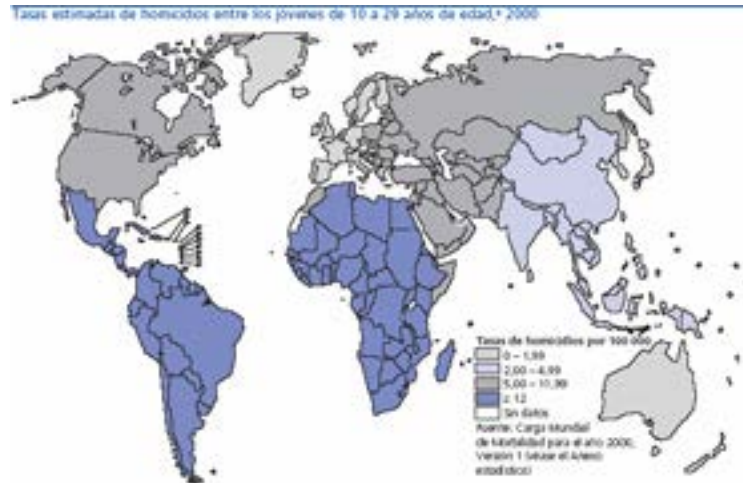 Tasas estimadas de homicidios entre los jóvenes de 10 a 29 años de edad,ª 2000
Tasas de homicidios por 100 000
0 – 1,99
2,00 – 4,99
5,00 – 11,99
≥ 12
Sin datos
Fuente: Carga Mundial
de Morbilidad para el año 2000,
Versión 1 (véase el Anexo
estadístico)